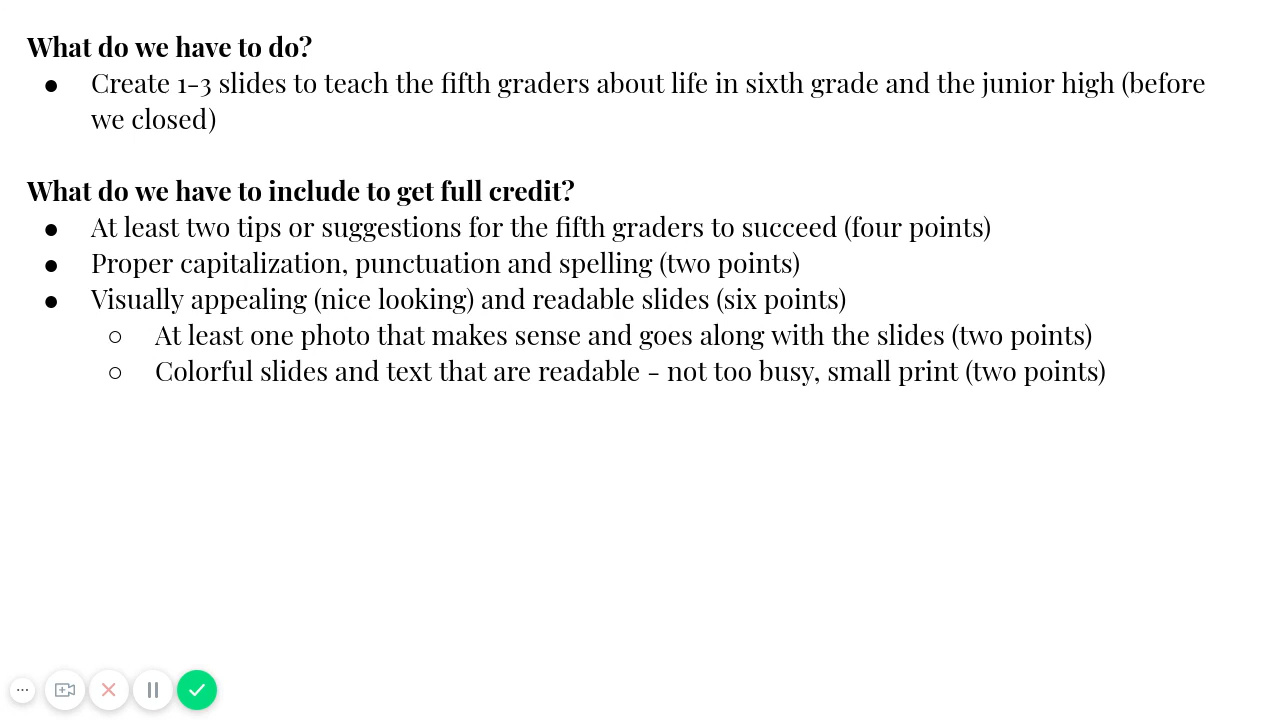 What do we have to do?
● Create 1-3 slides to teach the fifth graders about life in sixth grade and the junior high (before
we closed)
What do we have to include to get full credit?
● At least two tips or suggestions for the fifth graders to succeed (four points)
● Proper capitalization, punctuation and spelling (two points)
● Visually appealing (nice looking) and readable slides (six points)
○ At least one photo that makes sense and goes along with the slides (two points)
○ Colorful slides and text that are readable - not too busy, small print (two points)